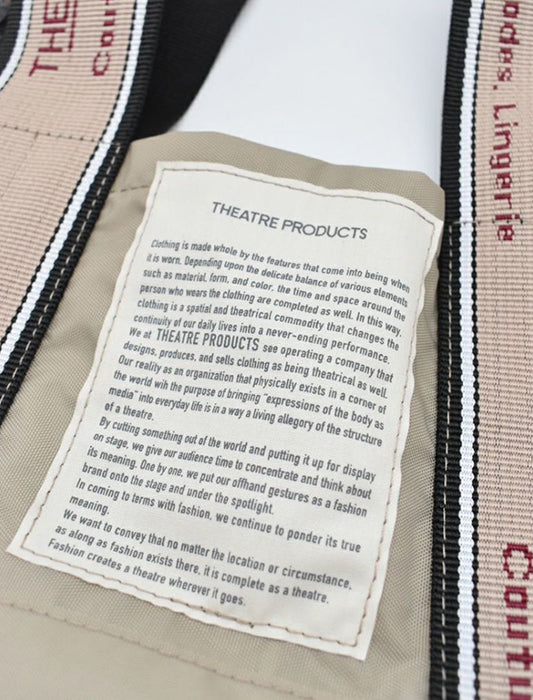 THE
Cou
THEATRE PRODUCTS
Clothing is made whole by the features that come into being when
it is worn. Depending upon the delicate balance of various elements
such as material, form, and color, the time and space around the
person who wears the clothing are completed as well. In this way,
clothing is a spatial and theatrical commodity that changes the
continuity of our daily lives into a never-ending performance.
We at THEATRE PRODUCTS see operating a company that
designs, produces, and sells clothing as being theatrical as well.
Our reality as an organization that physically exists in a corner of
the world wih the purpose of bringing "expressions of the body as
media" into everyday life is in a way a living allegory of the structure
of a theatre.
By cutting something out of the world and putting it up for display
on stage, we give our audience time to concentrate and think about
its meaning. One by one, we put our offhand gestures as a fashion
brand onto the stage and under the spotlight.
In coming to terms with fashion, we continue to ponder its true
meaning.
We want to convey that no matter the location or circumstance,
as along as fashion exists there, it is complete as a theatre.
Fashion creates a theatre wherever it goes.
odes, Lingerie
Coutu